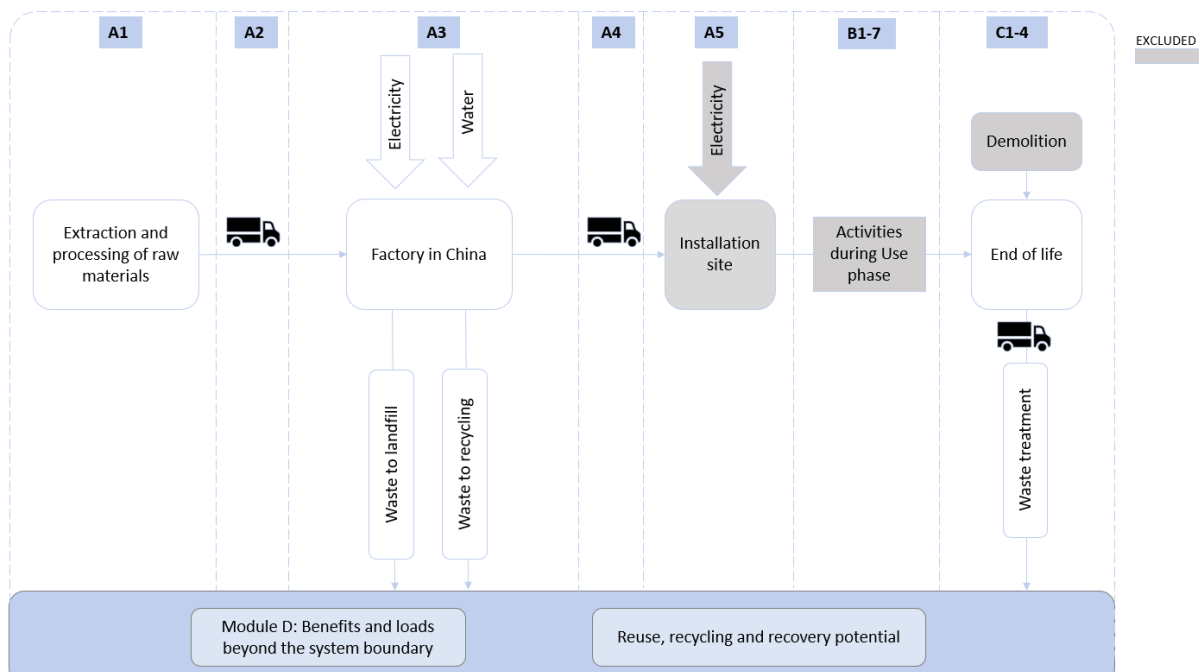 A1
A2
A3
A4
A5
B1-7
C1-4
EXCLUDED
Electricity
Water
Electricity
Demolition
Extraction and
processing of raw
materials
Factory in China
Installation
site
Activities
during Use
phase
End of life
Waste to landfill
Waste to recycling
Waste treatment
Module D: Benefits and loads
beyond the system boundary
Reuse, recycling and recovery potential